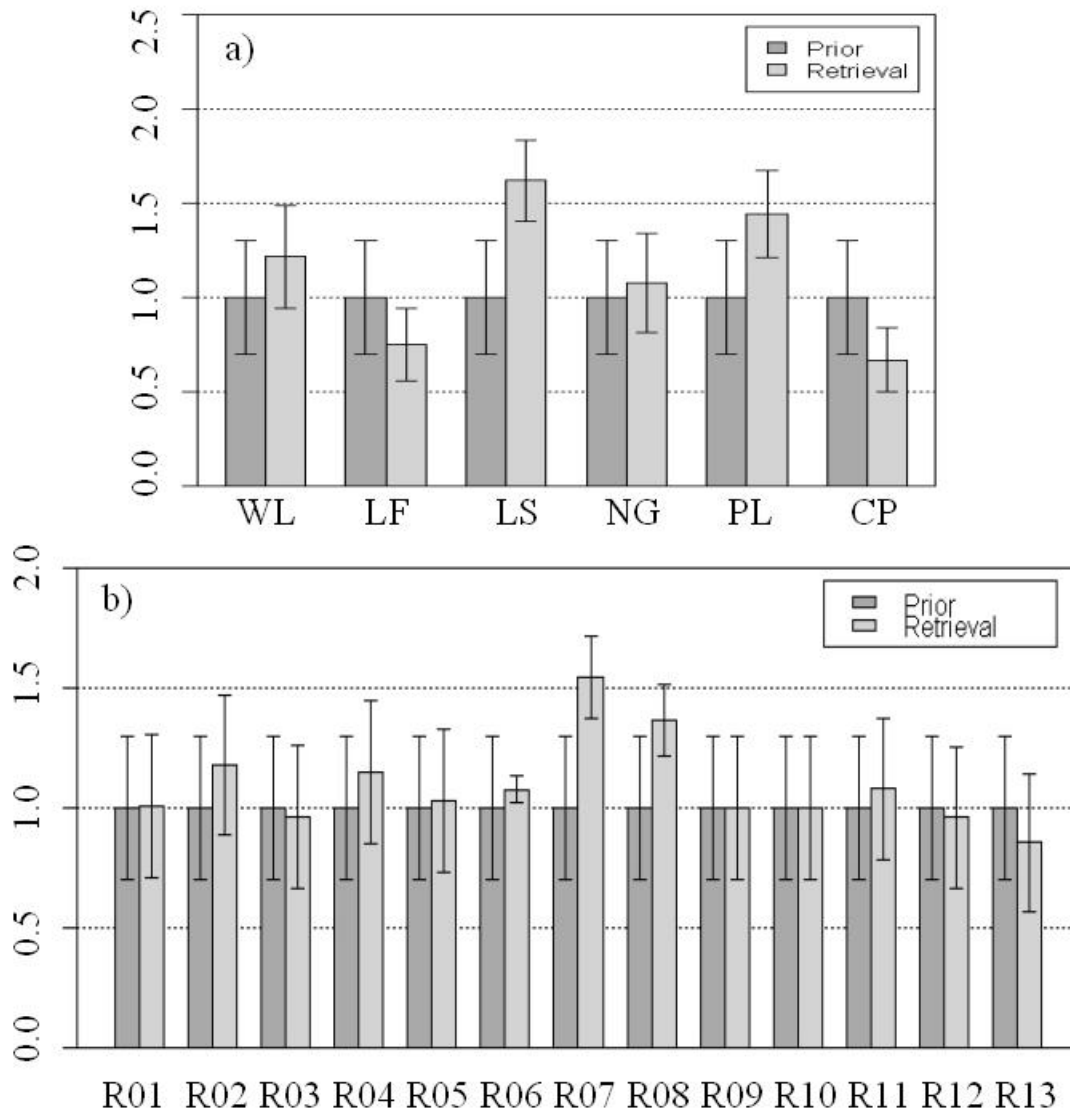 a)
Prior
Retrieval
2.5
2.0
1.5
1.0
0.5
0.0
WL LF LS NG PL CP
b)
Prior
Retrieval
2.0
1.5
1.0
0.5
0.0
R01 R02 R03 R04 R05 R06 R07 R08 R09 R10 R11 R12 R13